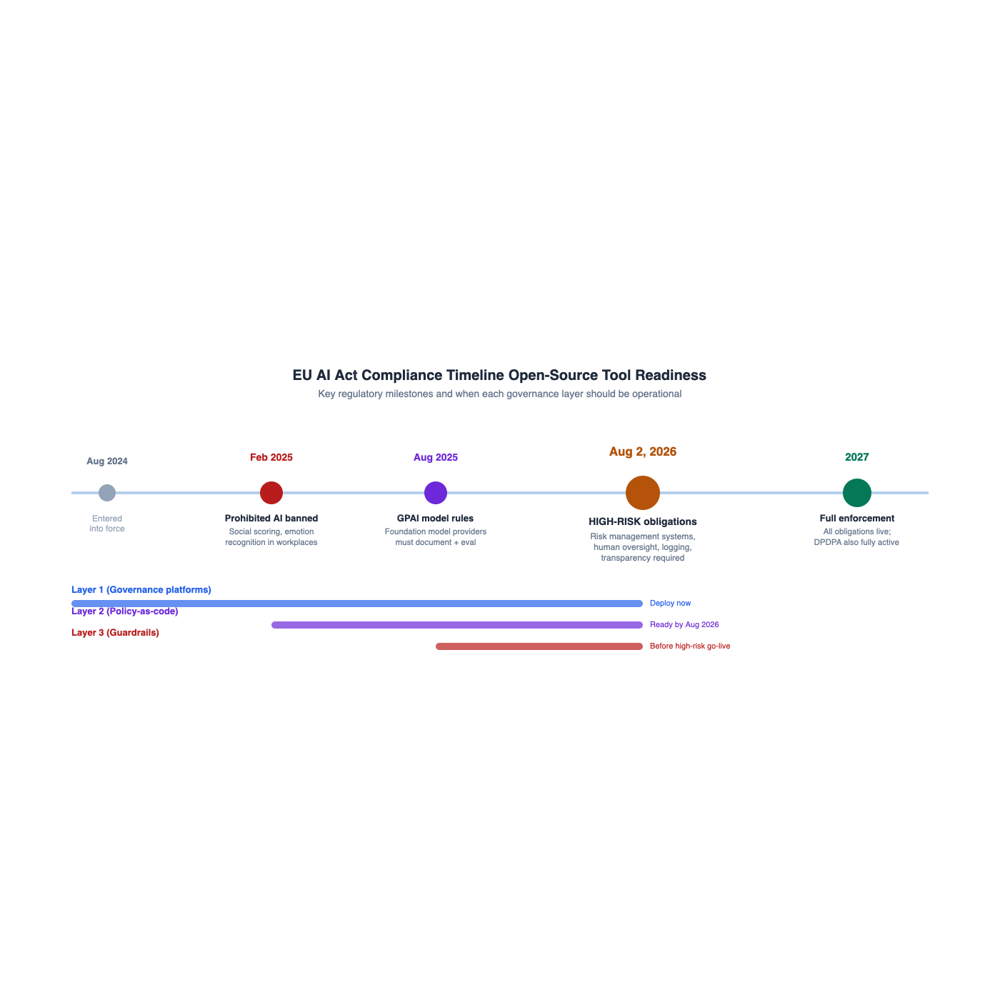 EU AI Act Compliance Timeline Open-Source Tool Readiness
Key regulatory milestones and when each governance layer should be operational
Aug 2024
Feb 2025
Aug 2025
Aug 2, 2026
2027
Entered
into force
Prohibited AI banned
Social scoring, emotion
recognition in workplaces
GPAI model rules
Foundation model providers
must document + eval
HIGH-RISK obligations
Risk management systems,
human oversight, logging,
transparency required
Full enforcement
All obligations live;
DPDPA also fully active
Layer 1 (Governance platforms)
Deploy now
Layer 2 (Policy-as-code)
Ready by Aug 2026
Layer 3 (Guardrails)
Before high-risk go-live